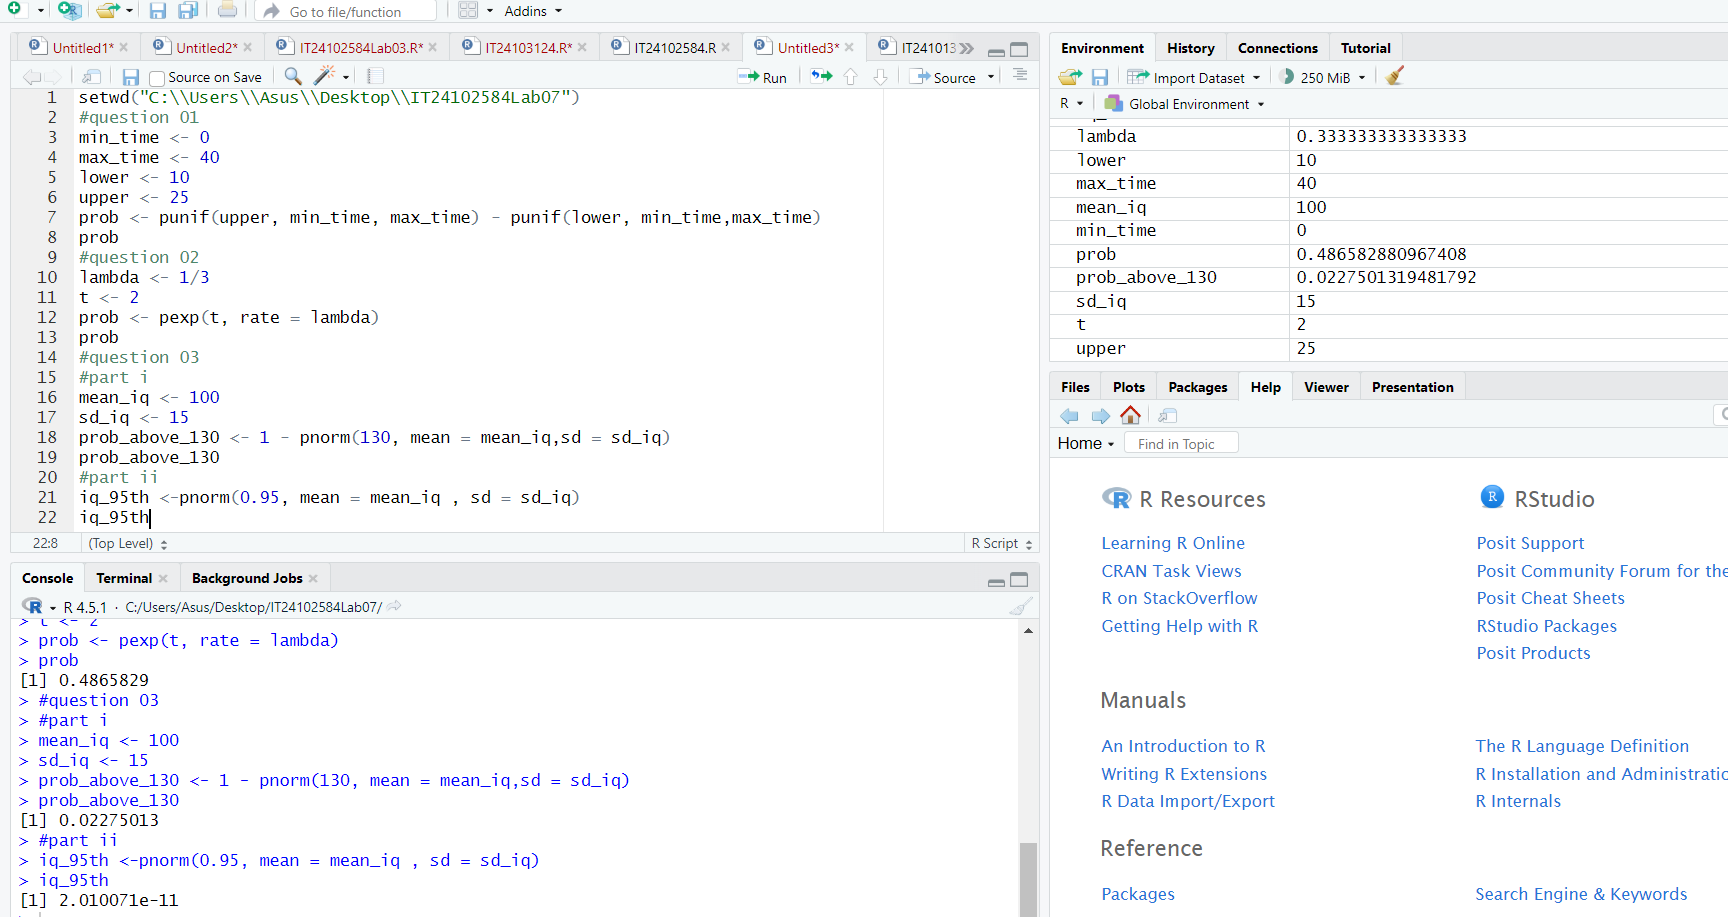 Go to file/function
Addins
Untitled1*
Untitled2*
IT24102584Lab03.R*
IT24103124.R*
IT24102584.R
Untitled3*
IT241013
Source on Save
Run
Source
1 setwd("C:\\Users\\Asus\\Desktop\\IT24102584Lab07")
2 #question 01
3 min_time <- 0
4 max_time <- 40
5 lower <- 10
6 upper <- 25
7 prob <- punif(upper, min_time, max_time) - punif(lower, min_time,max_time)
8 prob
9 #question 02
10 lambda <- 1/3
11 t <- 2
12 prob <- pexp(t, rate = lambda)
13 prob
14 #question 03
15 #part i
16 mean_iq <- 100
17 sd_iq <- 15
18 prob_above_130 <- 1 - pnorm(130, mean = mean_iq,sd = sd_iq)
19 prob_above_130
20 #part ii
21 iq_95th <-pnorm(0.95, mean = mean_iq , sd = sd_iq)
22 iq_95th
22:8 (Top Level) R Script
Console Terminal Background Jobs
R 4.5.1 · C:/Users/Asus/Desktop/IT24102584Lab07/
> t <- 2
> prob <- pexp(t, rate = lambda)
> prob
[1] 0.4865829
> #question 03
> #part i
> mean_iq <- 100
> sd_iq <- 15
> prob_above_130 <- 1 - pnorm(130, mean = mean_iq,sd = sd_iq)
> prob_above_130
[1] 0.02275013
> #part ii
> iq_95th <-pnorm(0.95, mean = mean_iq , sd = sd_iq)
> iq_95th
[1] 2.010071e-11
>
Environment History Connections Tutorial
Import Dataset 250 MiB
R Global Environment
lambda 0.333333333333333
lower 10
max_time 40
mean_iq 100
min_time 0
prob 0.486582880967408
prob_above_130 0.0227501319481792
sd_iq 15
t 2
upper 25
Files Plots Packages Help Viewer Presentation
Home Find in Topic
R Resources
Learning R Online
CRAN Task Views
R on StackOverflow
Getting Help with R
RStudio
Posit Support
Posit Community Forum for the
Posit Cheat Sheets
RStudio Packages
Posit Products
Manuals
An Introduction to R
Writing R Extensions
R Data Import/Export
The R Language Definition
R Installation and Administratio
R Internals
Reference
Packages
Search Engine & Keywords